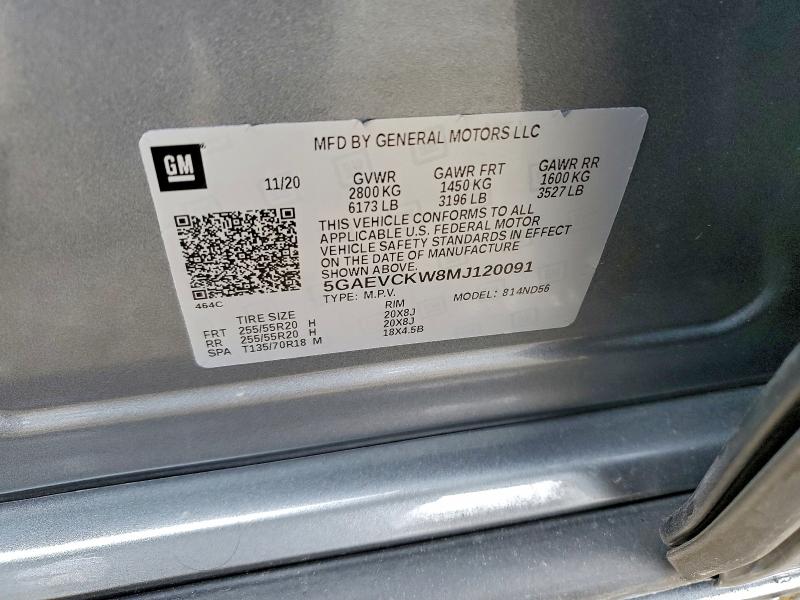 GM
MFD BY GENERAL MOTORS LLC
11/20 GVWR GAWR FRT GAWR RR
2800 KG 1450 KG 1600 KG
6173 LB 3196 LB 3527 LB
THIS VEHICLE CONFORMS TO ALL
APPLICABLE U.S. FEDERAL MOTOR
VEHICLE SAFETY STANDARDS IN EFFECT
ON THE DATE OF MANUFACTURE
SHOWN ABOVE.
5GAEVCKW8MJ120091
464C
TYPE: M.P.V. MODEL: 814ND56
TIRE SIZE RIM
FRT 255/55R20 H 20X8J
RR 255/55R20 H 20X8J
SPA T135/70R18 M 18X4.5B